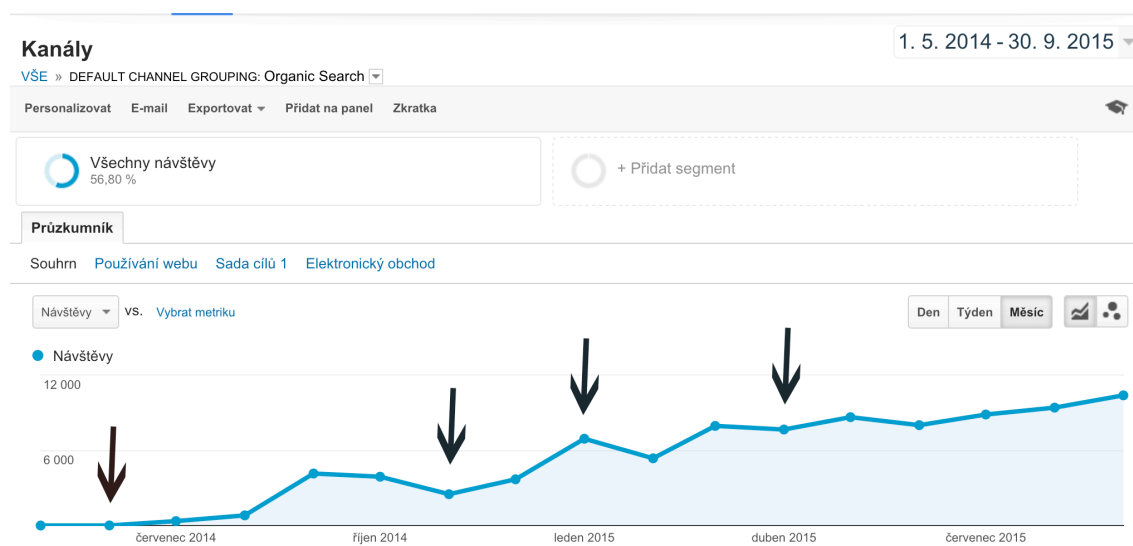 Kanály
1. 5. 2014 - 30. 9. 2015
VŠE » DEFAULT CHANNEL GROUPING: Organic Search
Personalizovat E-mail Exportovat Přidat na panel Zkratka
Všechny návštěvy
56,80 %
+ Přidat segment
Průzkumník
Souhrn Používání webu Sada cílů 1 Elektronický obchod
Návštěvy VS. Vybrat metriku Den Týden Měsíc
Návštěvy
12 000
6 000
červenec 2014 říjen 2014 leden 2015 duben 2015 červenec 2015